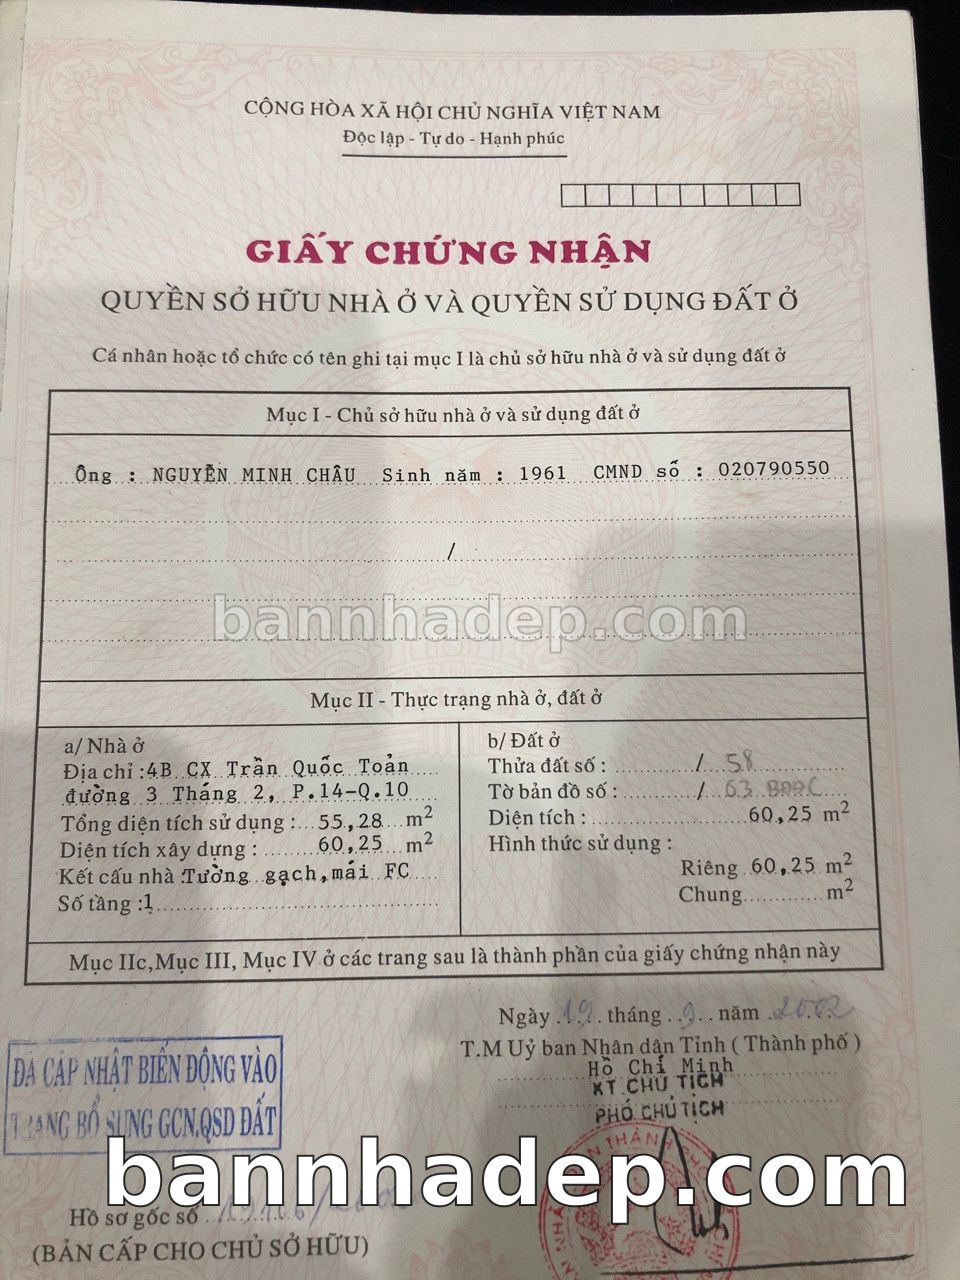 CỘNG HÒA XÃ HỘI CHỦ NGHĨA VIỆT NAM
Độc lập - Tự do - Hạnh phúc
GIẤY CHỨNG NHẬN
QUYỀN SỞ HỮU NHÀ Ở VÀ QUYỀN SỬ DỤNG ĐẤT Ở
Cá nhân hoặc tổ chức có tên ghi tại mục I là chủ sở hữu nhà ở và sử dụng đất ở
Mục I - Chủ sở hữu nhà ở và sử dụng đất ở
Ông : NGUYỄN MINH CHÂU Sinh năm : 1961 CMND số : 020790550
/
bannhadep.com
Mục II - Thực trạng nhà ở, đất ở
a/ Nhà ở
Địa chỉ :4B CX Trần Quốc Toản
đường 3 Tháng 2, P.14-Q.10
Tổng diện tích sử dụng : 55,28 m2
Diện tích xây dựng : 60,25 m2
Kết cấu nhà :Tường gạch,mái FC
Số tầng :1
b/ Đất ở
Thửa đất số : / 58
Tờ bản đồ số : / 63
Diện tích : 60,25 m2
Hình thức sử dụng :
Riêng 60,25 m2
Chung m2
Mục IIc,Mục III, Mục IV ở các trang sau là thành phần của giấy chứng nhận này
Ngày 19 tháng 9 năm 2002
T.M Uỷ ban Nhân dân Tỉnh ( Thành phố )
Hồ Chí Minh
KT CHỦ TỊCH
PHÓ CHỦ TỊCH
ĐÃ CẬP NHẬT BIẾN ĐỘNG VÀO
TRANG BỔ SUNG GCN,QSD ĐẤT
bannhadep.com
Hồ sơ gốc số
(BẢN CẤP CHO CHỦ SỞ HỮU)